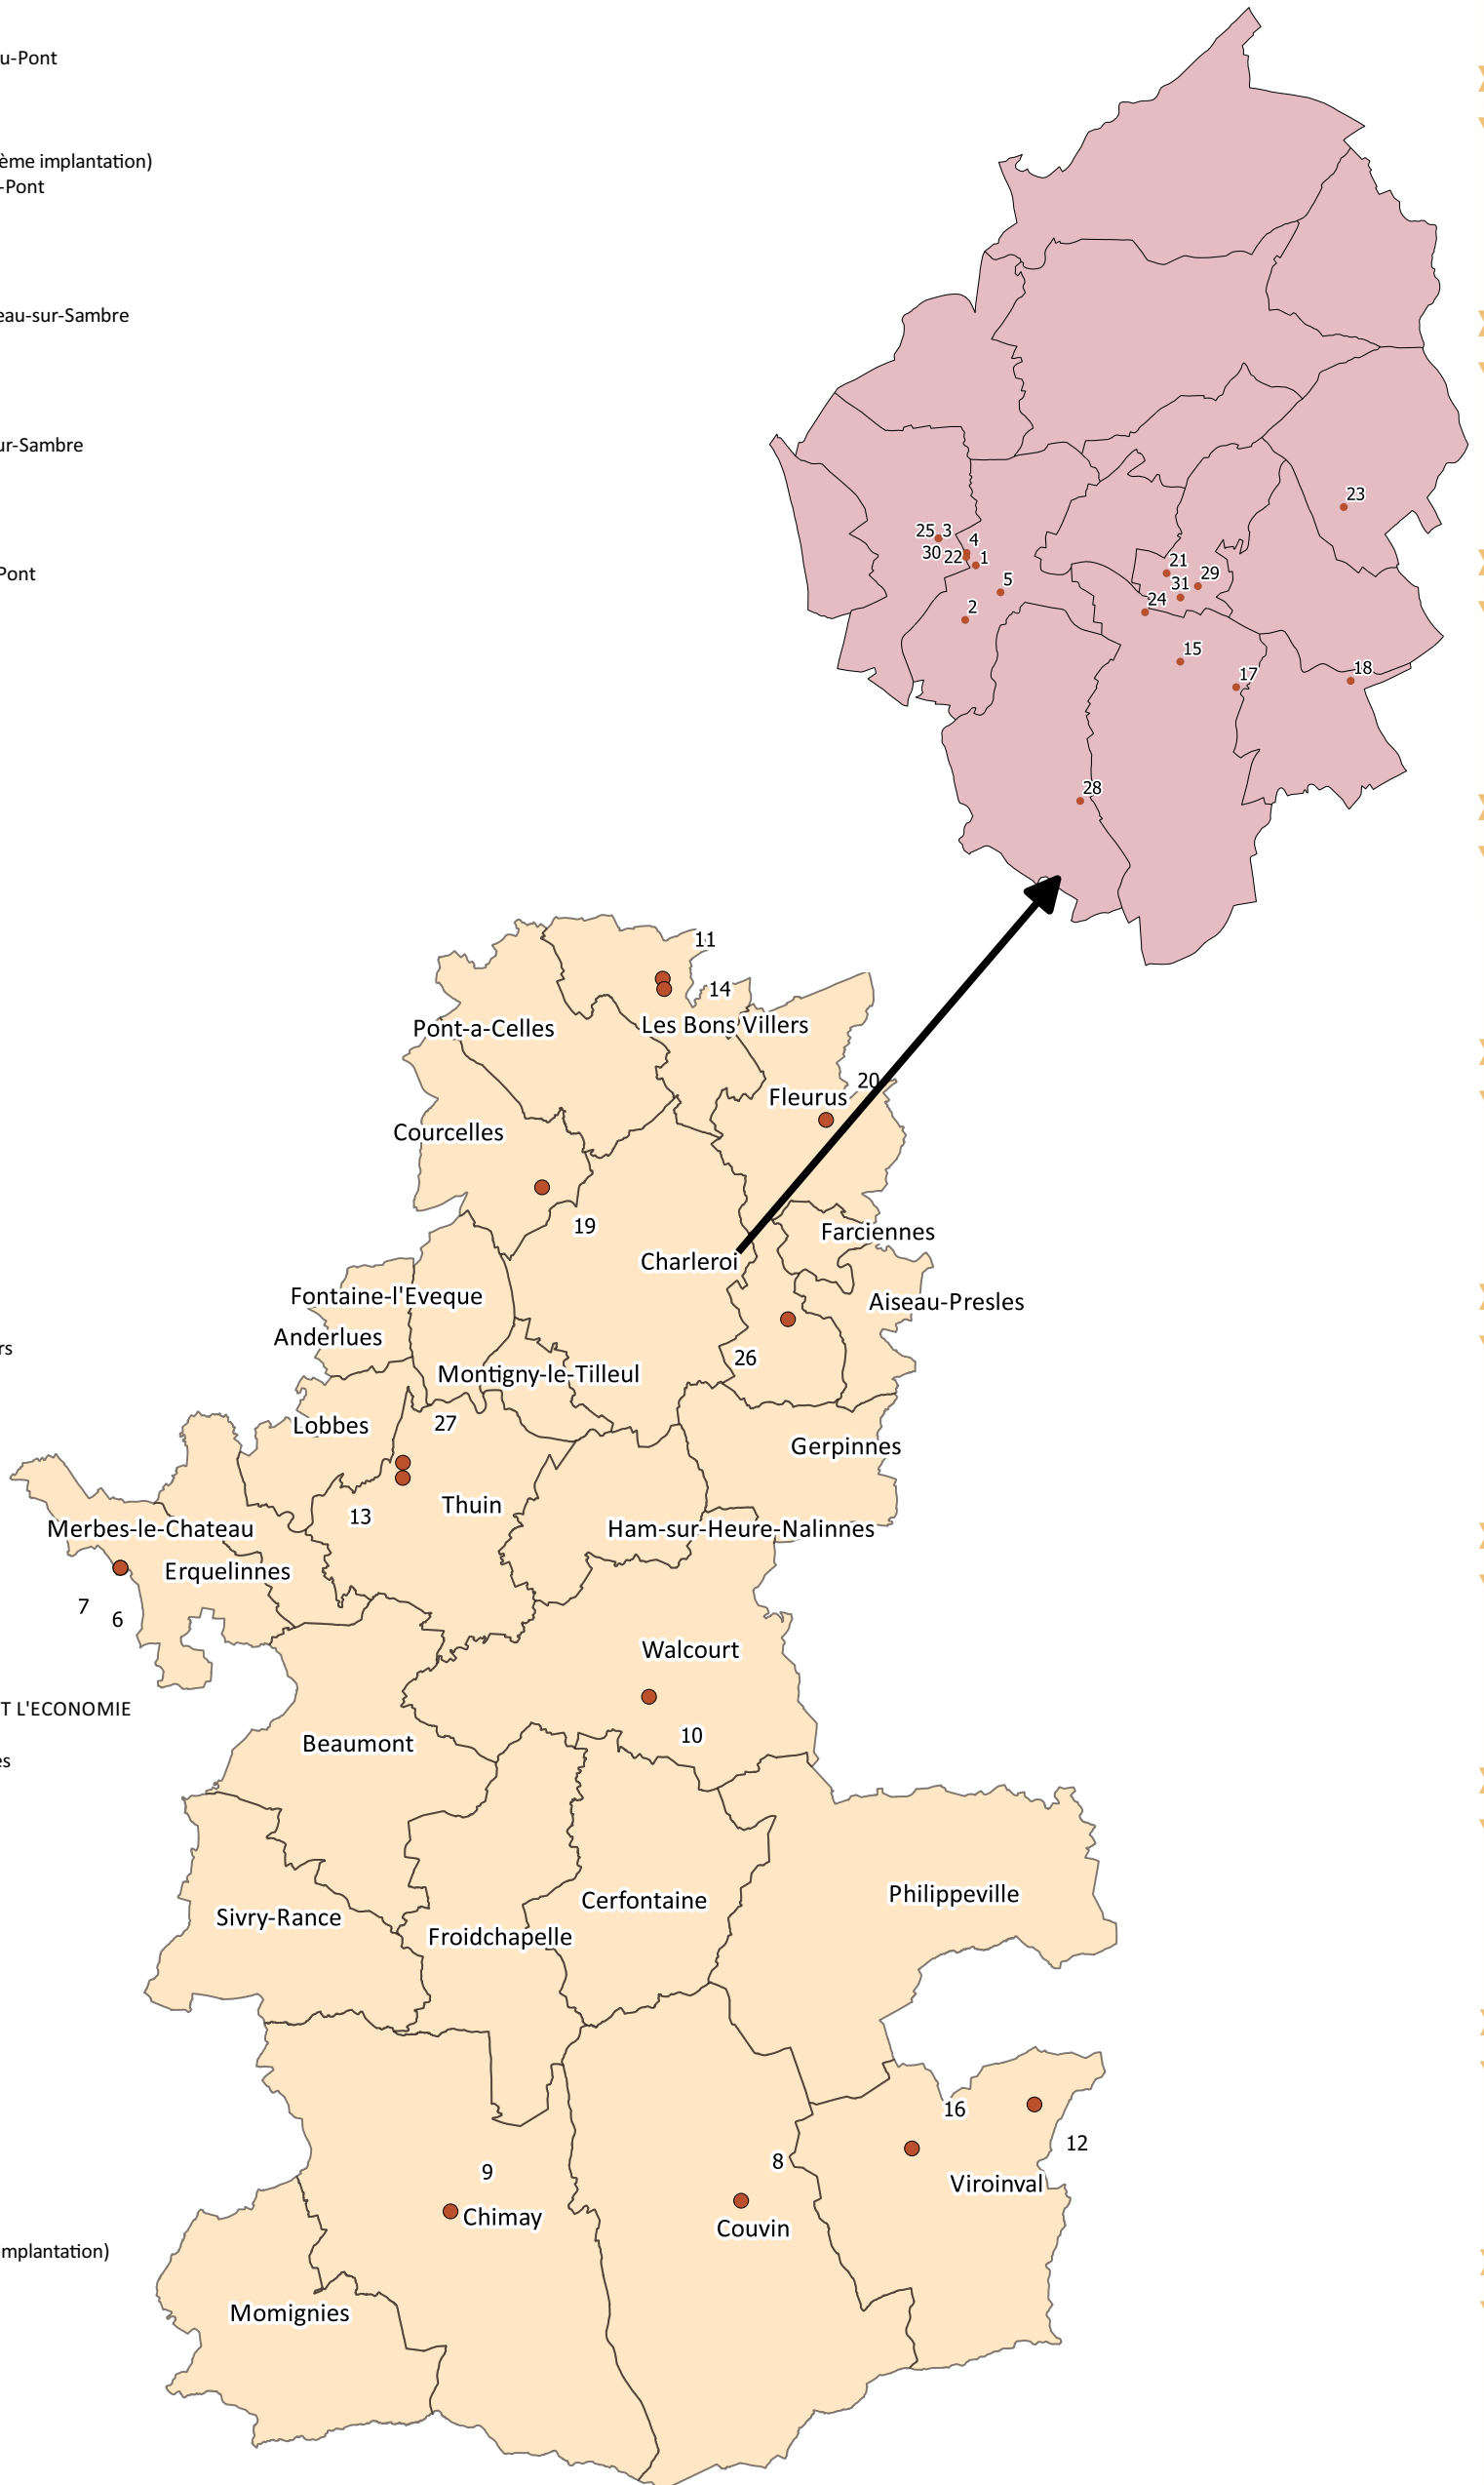 u-Pont
ème implantation)
-Pont
eau-sur-Sambre
ur-Sambre
Pont
rs
T L'ECONOMIE
es
implantation)
23
25 3
4
30
22
1
5
2
21
29
31
24
15
17
18
28
11
14
Pont-a-Celles
Les Bons Villers
20
Fleurus
Courcelles
19
Farciennes
Charleroi
Fontaine-l'Eveque
Aiseau-Presles
Anderlues
26
Montigny-le-Tilleul
27
Lobbes
Gerpinnes
13
Thuin
Merbes-le-Chateau
Ham-sur-Heure-Nalinnes
Erquelinnes
7
6
Walcourt
10
Beaumont
Philippeville
Cerfontaine
Sivry-Rance
Froidchapelle
16
12
8
9
Viroinval
Chimay
Couvin
Momignies